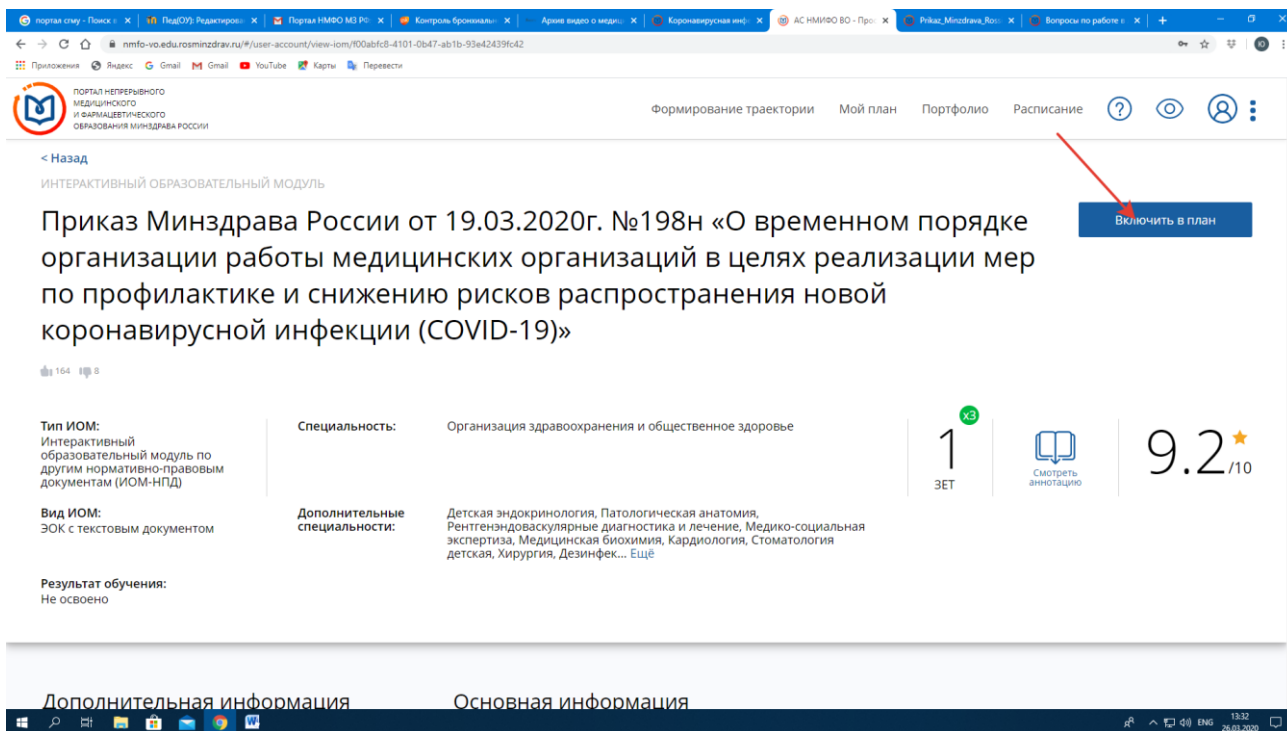 портал сгму - Поиск в
Пед(ОУ): Редактирова
Портал НМФО МЗ РФ
Контроль бронхиаль
Архив видео о медиц
Коронавирусная инф
АС НМИФО ВО - Про
Prikaz_Minzdrava_Ros
Вопросы по работе в
nmfo-vo.edu.rosminzdrav.ru/#/user-account/view-iom/f00abfc8-4101-0b47-ab1b-93e42439fc42
Приложения Яндекс Gmail Gmail YouTube Карты Перевести
ПОРТАЛ НЕПРЕРЫВНОГО
МЕДИЦИНСКОГО
И ФАРМАЦЕВТИЧЕСКОГО
ОБРАЗОВАНИЯ МИНЗДРАВА РОССИИ
Формирование траектории Мой план Портфолио Расписание
< Назад
ИНТЕРАКТИВНЫЙ ОБРАЗОВАТЕЛЬНЫЙ МОДУЛЬ
Приказ Минздрава России от 19.03.2020г. №198н «О временном порядке
организации работы медицинских организаций в целях реализации мер
по профилактике и снижению рисков распространения новой
коронавирусной инфекции (COVID-19)»
Включить в план
164 8
Тип ИОМ:
Интерактивный
образовательный модуль по
другим нормативно-правовым
документам (ИОМ-НПД)
Специальность:
Организация здравоохранения и общественное здоровье
x3
1
ЗЕТ
Смотреть
аннотацию
9.2/10
Вид ИОМ:
ЭОК с текстовым документом
Дополнительные
специальности:
Детская эндокринология, Патологическая анатомия,
Рентгенэндоваскулярные диагностика и лечение, Медико-социальная
экспертиза, Медицинская биохимия, Кардиология, Стоматология
детская, Хирургия, Дезинфек... Ещё
Результат обучения:
Не освоено
Дополнительная информация
Основная информация
ENG
13:32
26.03.2020